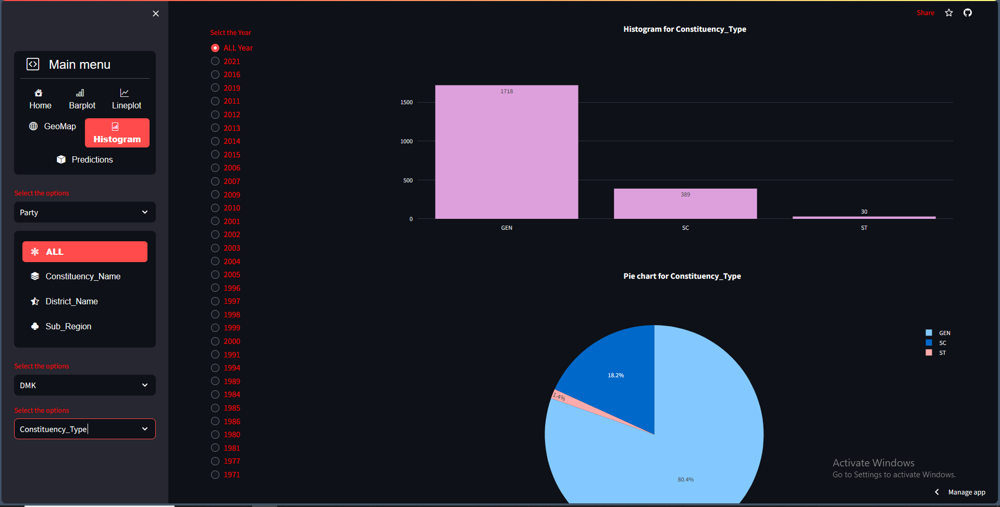 Main menu
Home
Barplot
Lineplot
GeoMap
Histogram
Predictions
Select the options
Party
ALL
Constituency_Name
District_Name
Sub_Region
Select the options
DMK
Select the options
Constituency_Type
Share
Selct the Year
ALL Year
2021
2016
2019
2011
2012
2013
2014
2015
2006
2007
2009
2010
2001
2002
2003
2004
2005
1996
1997
1998
1999
2000
1991
1994
1989
1984
1985
1986
1980
1981
1977
1971
Histogram for Constituency_Type
1500
1000
500
0
1718
389
30
GEN
SC
ST
Pie chart for Constituency_Type
GEN
SC
ST
18.2%
1.4%
80.4%
Activate Windows
Go to Settings to activate Windows.
Manage app